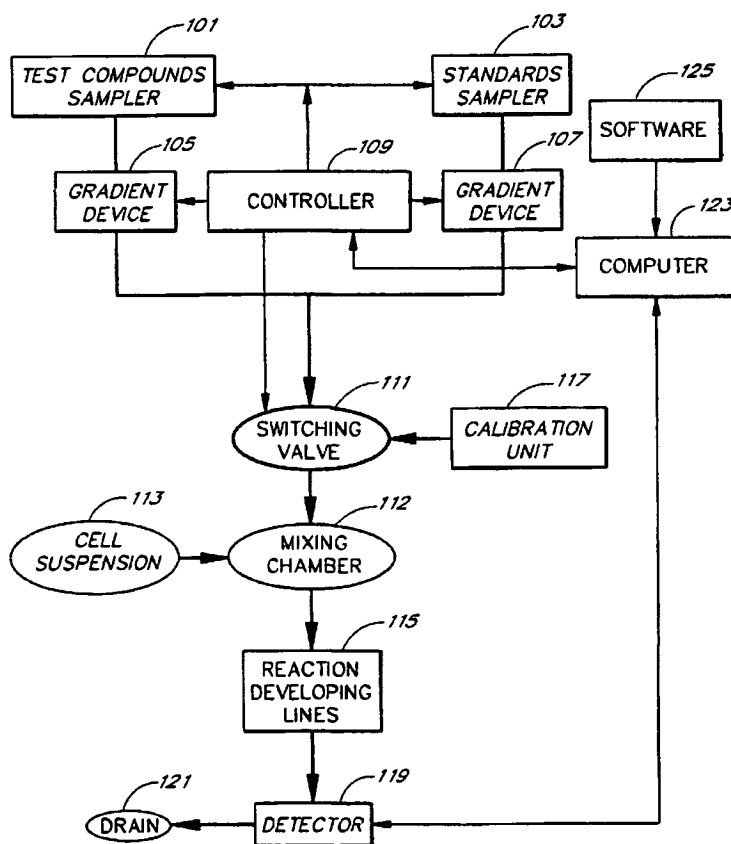 101
103
TEST COMPOUNDS
SAMPLER
STANDARDS
SAMPLER
125
SOFTWARE
105
109
107
GRADIENT
DEVICE
CONTROLLER
GRADIENT
DEVICE
123
COMPUTER
111
117
SWITCHING
VALVE
CALIBRATION
UNIT
113
112
CELL
SUSPENSION
MIXING
CHAMBER
115
REACTION
DEVELOPING
LINES
121
119
DRAIN
DETECTOR